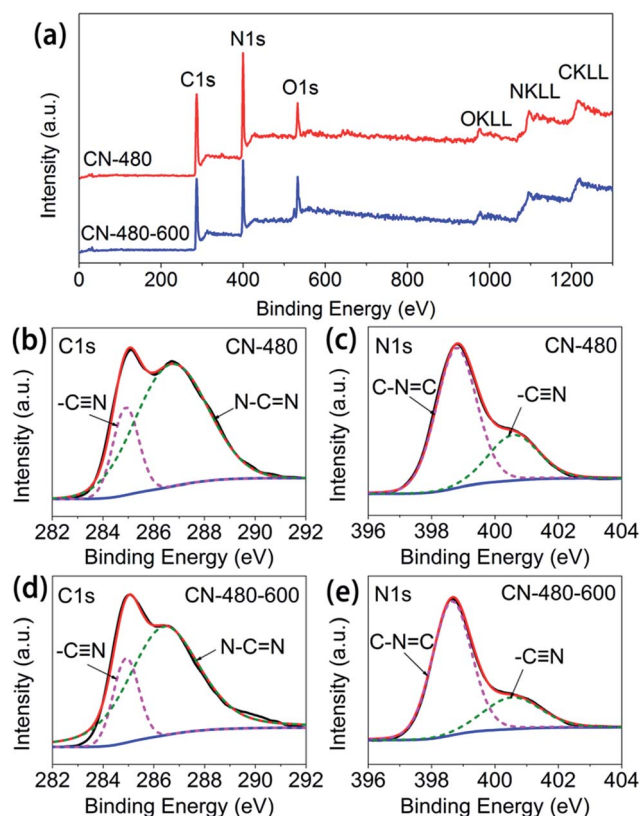 (a)
N1s
C1s
O1s
OKLL
NKLL
CKLL
CN-480
CN-480-600
Intensity (a.u.)
0 200 400 600 800 1000 1200
Binding Energy (eV)
(b)
C1s
CN-480
-C≡N
N-C=N
Intensity (a.u.)
282 284 286 288 290 292
Binding Energy (eV)
(c)
N1s
CN-480
C-N=C
-C≡N
Intensity (a.u.)
396 398 400 402 404
Binding Energy (eV)
(d)
C1s
CN-480-600
-C≡N
N-C=N
Intensity (a.u.)
282 284 286 288 290 292
Binding Energy (eV)
(e)
N1s
CN-480-600
C-N=C
-C≡N
Intensity (a.u.)
396 398 400 402 404
Binding Energy (eV)